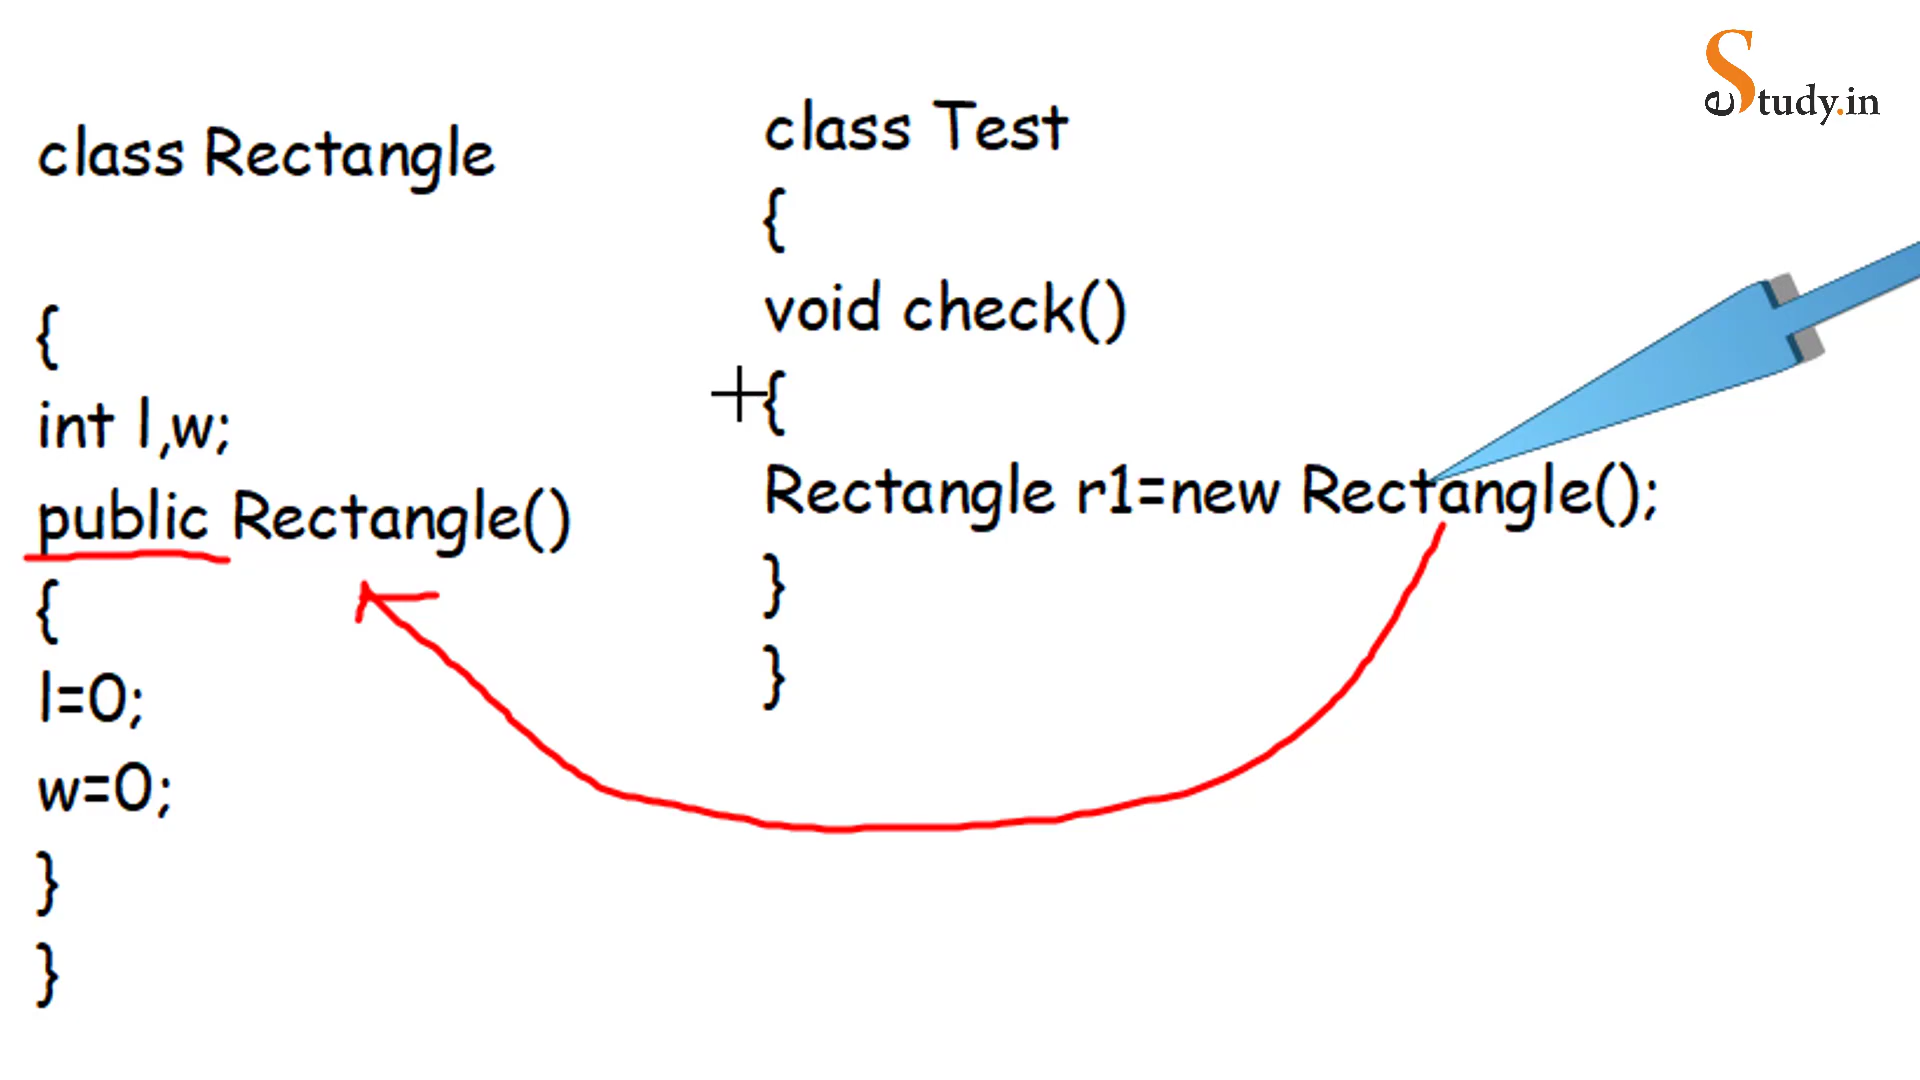 eStudy.in
class Rectangle
{
int l,w;
public Rectangle()
{
l=0;
w=0;
}
}
class Test
{
void check()
{
Rectangle r1=new Rectangle();
}
}